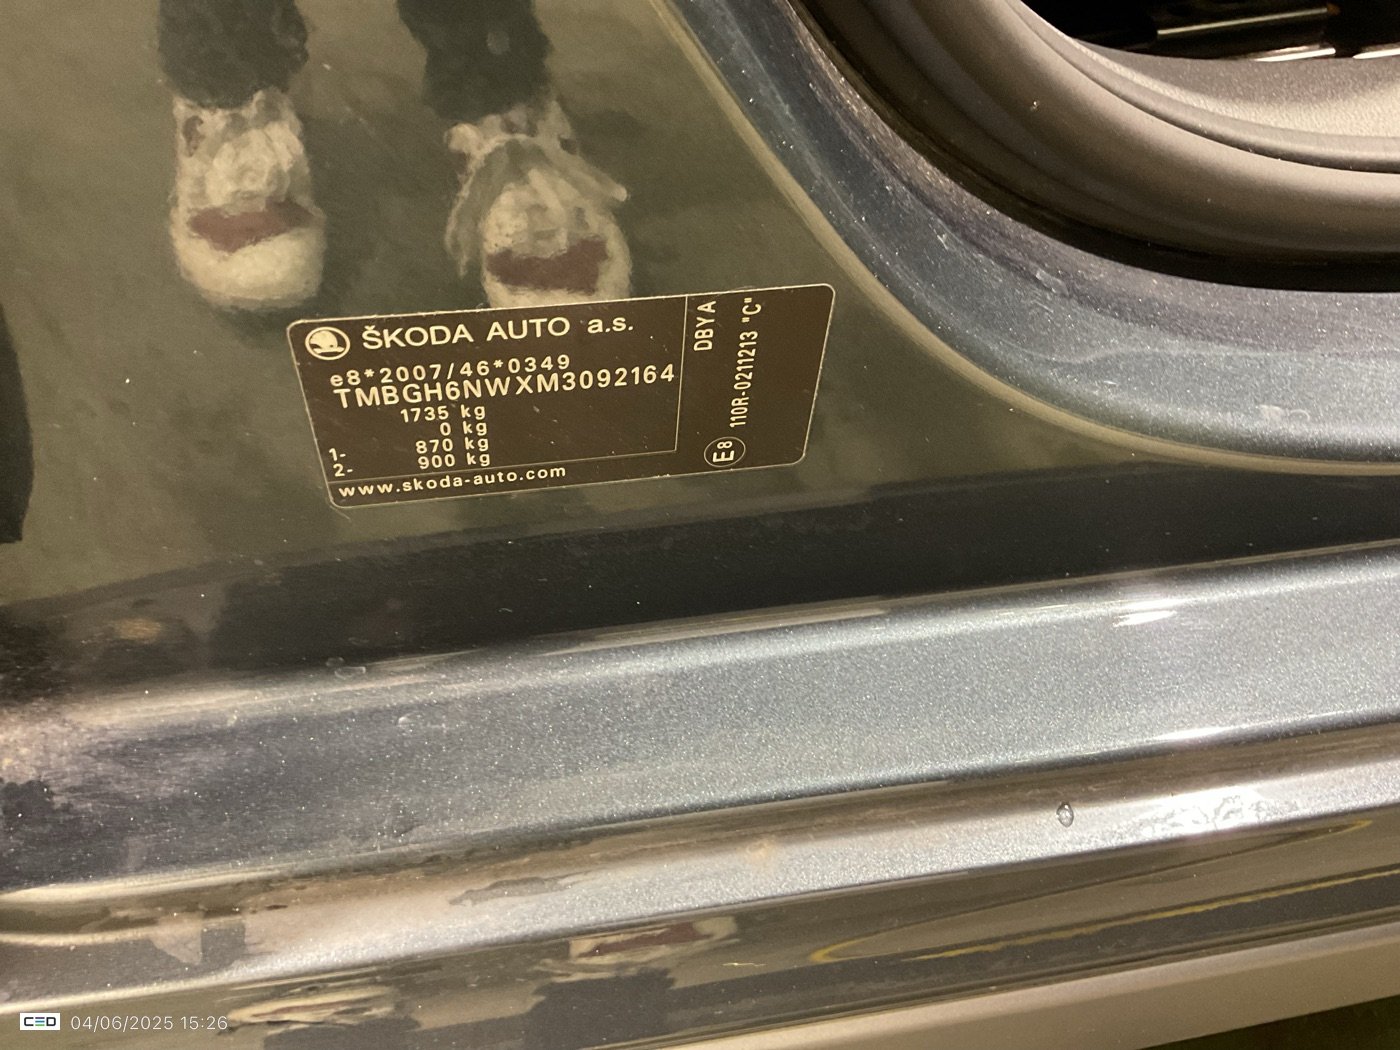 ŠKODA AUTO a.s.
e8*2007/46*0349
TMBGH6NWXM3092164
1735 kg
0 kg
1- 870 kg
2- 900 kg
www.skoda-auto.com
DBYA
110R-0211213 "C"
E8
CED 04/06/2025 15:26